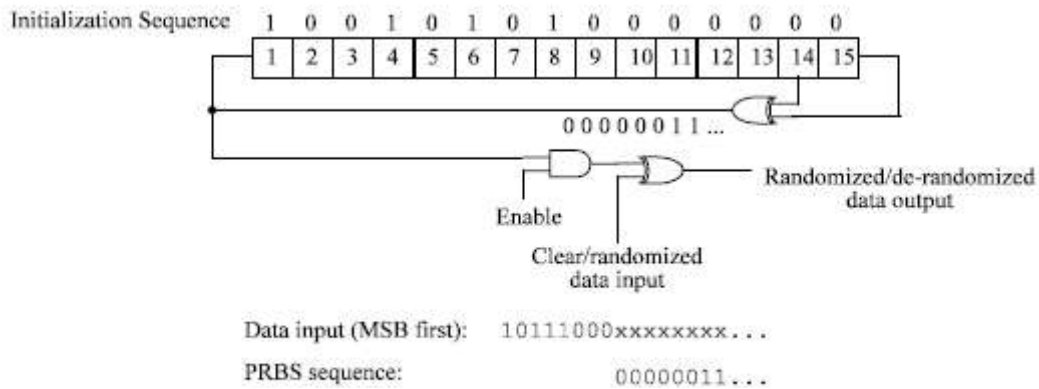 Initialization Sequence 1 0 0 1 0 1 0 1 0 0 0 0 0 0 0
1 2 3 4 5 6 7 8 9 10 11 12 13 14 15
0 0 0 0 0 0 1 1 ...
Enable
Randomized/de-randomized
data output
Clear/randomized
data input
Data input (MSB first): 10111000xxxxxxxx...
PRBS sequence: 00000011...